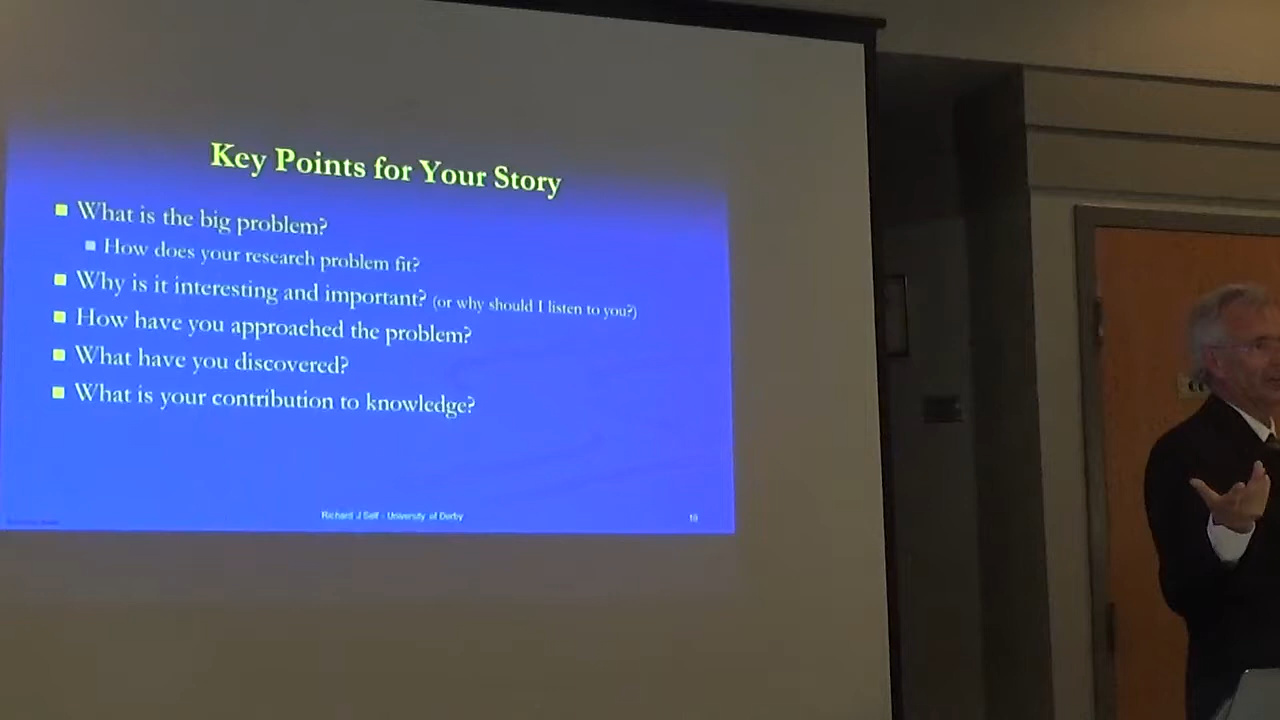 Key Points for Your Story
What is the big problem?
How does your research problem fit?
Why is it interesting and important? (or why should I listen to you?)
How have you approached the problem?
What have you discovered?
What is your contribution to knowledge?
Richard J Self - University of Derby